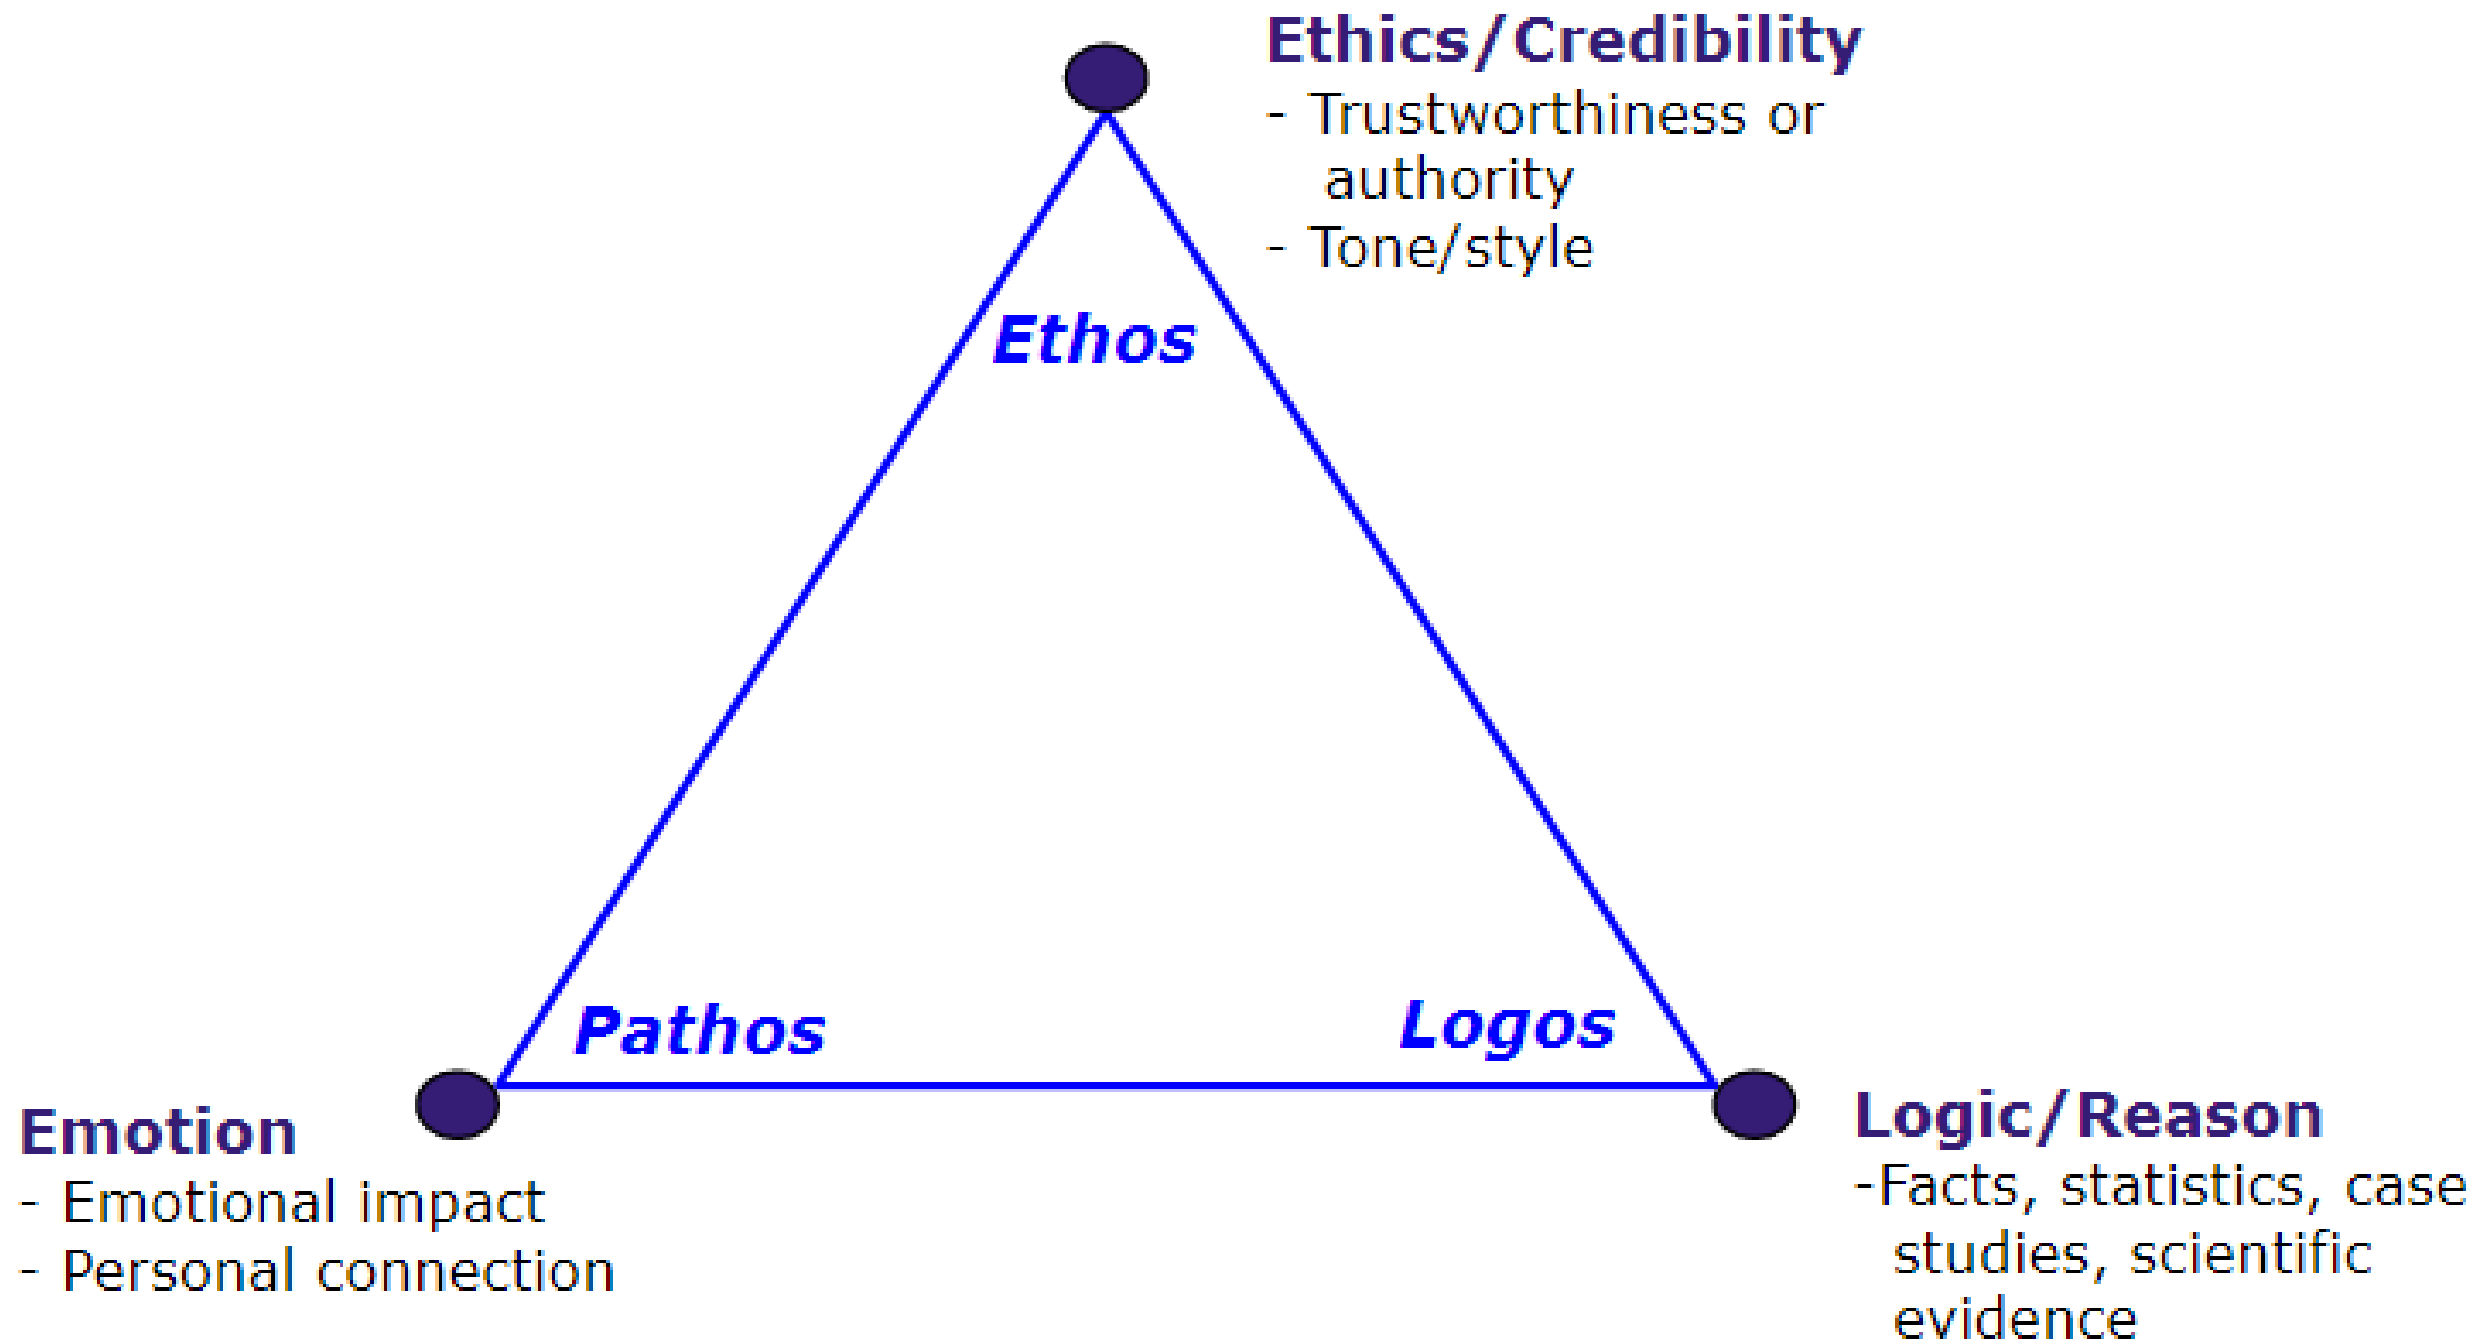 Ethics/Credibility
- Trustworthiness or
authority
- Tone/style
Ethos
Pathos
Logos
Emotion
- Emotional impact
- Personal connection
Logic/Reason
-Facts, statistics, case
studies, scientific
evidence